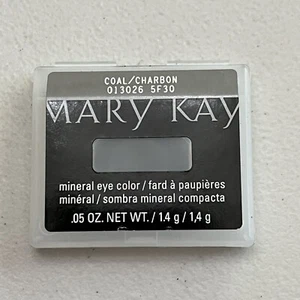 COAL/CHARBON
013026 5F30
MARY KAY
mineral eye color / fard à paupières
minéral / sombra mineral compacta
.05 OZ. NET WT. / 1,4 g / 1,4 g